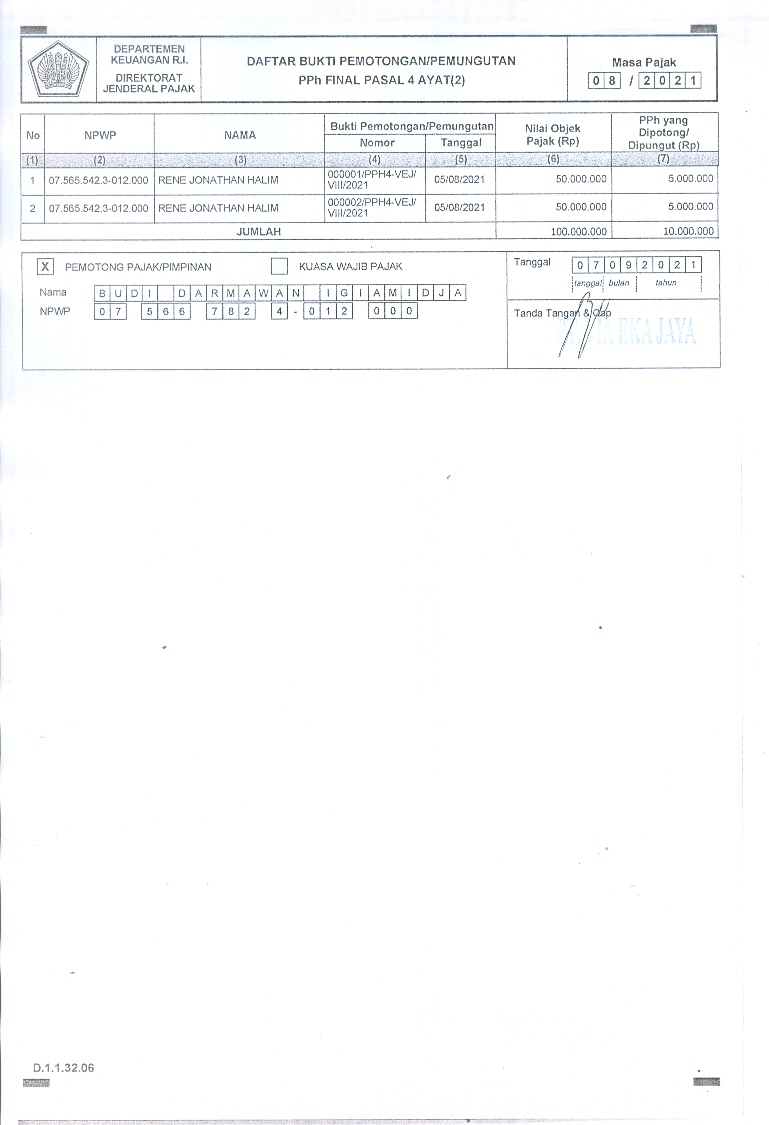 DEPARTEMEN
KEUANGAN R.I.
DIREKTORAT
JENDERAL PAJAK
DAFTAR BUKTI PEMOTONGAN/PEMUNGUTAN
PPh FINAL PASAL 4 AYAT(2)
Masa Pajak
0 8 / 2 0 2 1
No NPWP NAMA Bukti Pemotongan/Pemungutan Nilai Objek Pajak (Rp) PPh yang Dipotong/ Dipungut (Rp)
Nomor Tanggal
(1) (2) (3) (4) (5) (6) (7)
1 07.565.542.3-012.000 RENE JONATHAN HALIM 000001/PPH4-VEJ/VIII/2021 05/08/2021 50.000.000 5.000.000
2 07.565.542.3-012.000 RENE JONATHAN HALIM 000002/PPH4-VEJ/VIII/2021 05/08/2021 50.000.000 5.000.000
JUMLAH 100.000.000 10.000.000
X PEMOTONG PAJAK/PIMPINAN KUASA WAJIB PAJAK
Nama B U D I D A R M A W A N I G I A M I D J A
NPWP 0 7 5 6 6 7 8 2 4 - 0 1 2 0 0 0
Tanggal 0 7 0 9 2 0 2 1
tanggal bulan tahun
Tanda Tangan & Cap
EKA JAYA
D.1.1.32.06